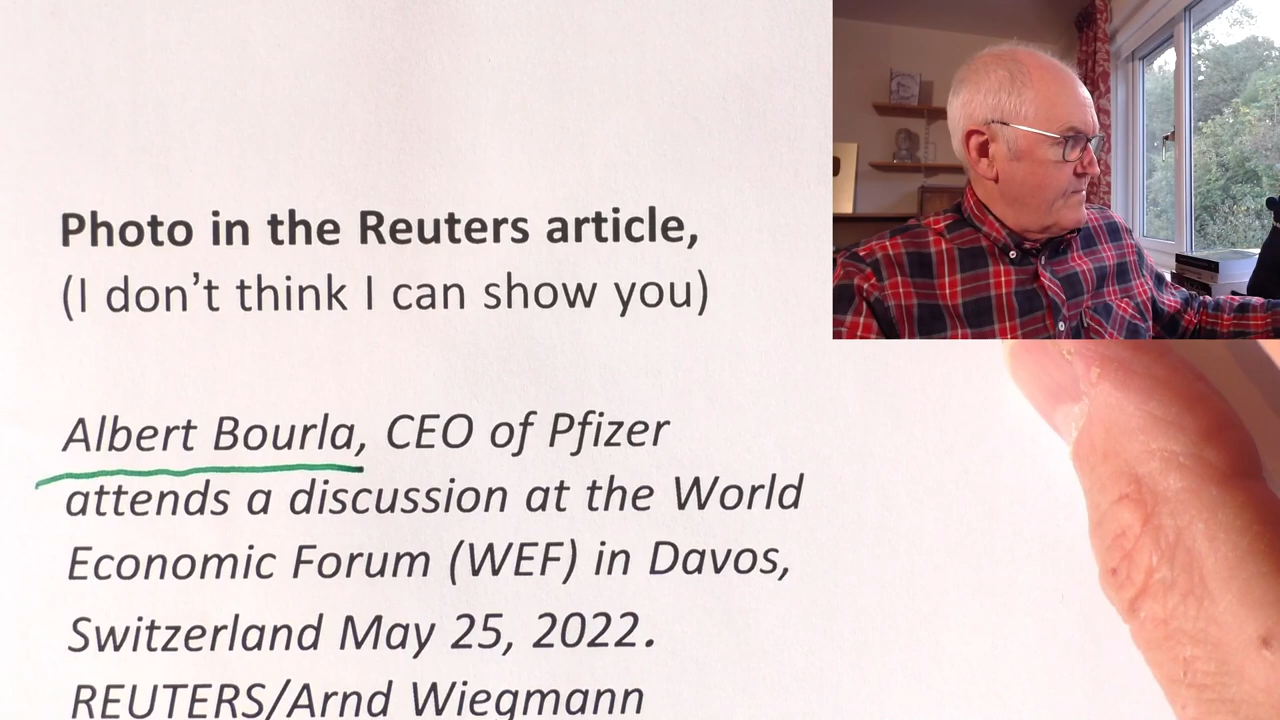 Photo in the Reuters article,
(I don't think I can show you)
Albert Bourla, CEO of Pfizer
attends a discussion at the World
Economic Forum (WEF) in Davos,
Switzerland May 25, 2022.
REUTERS/Arnd Wiegmann